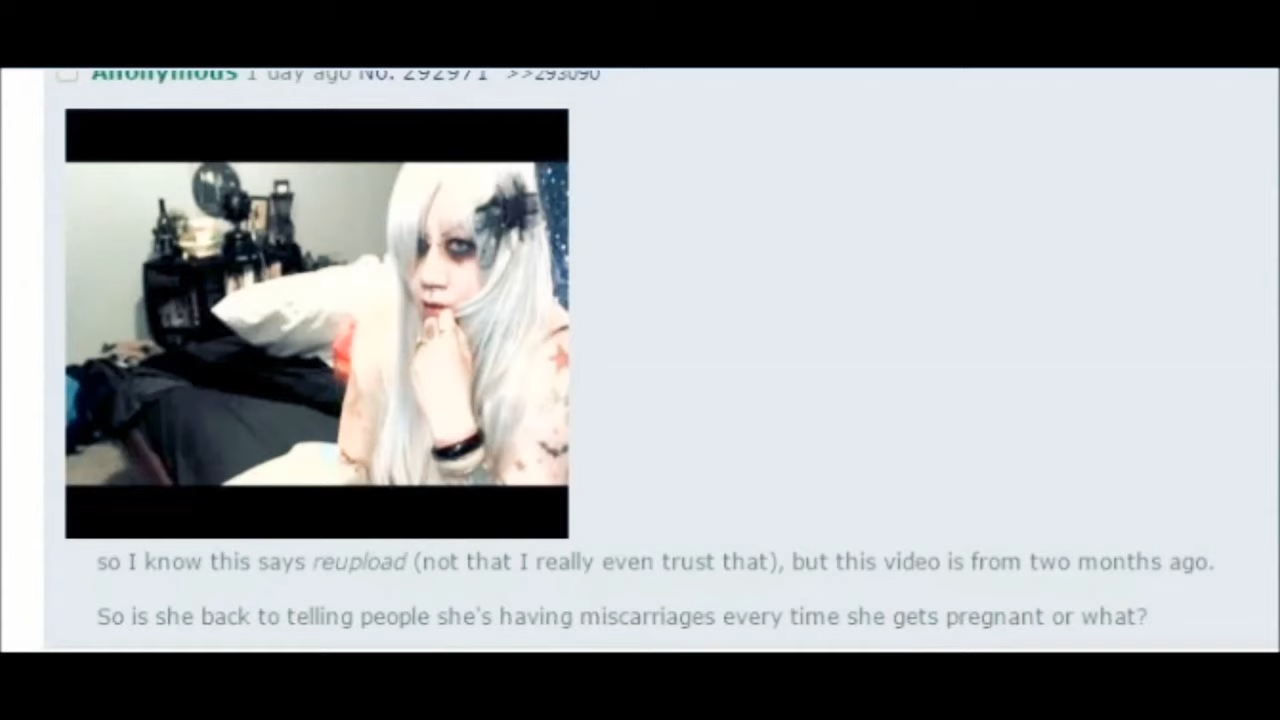 Anonymous 1 day ago No. 292971 >>293090
so I know this says reupload (not that I really even trust that), but this video is from two months ago.
So is she back to telling people she's having miscarriages every time she gets pregnant or what?